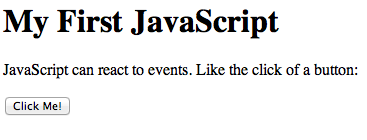 My First JavaScript
JavaScript can react to events. Like the click of a button:
Click Me!